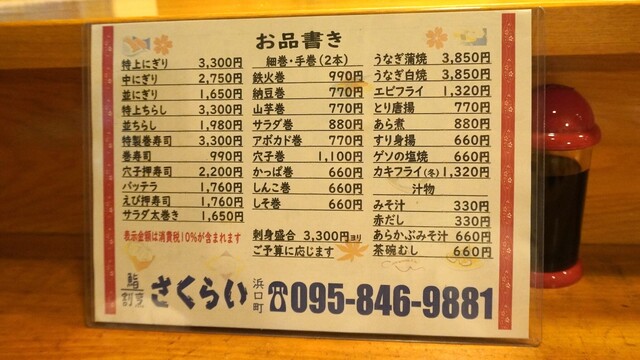 お品書き
特上にぎり 3,300円
中にぎり 2,750円
並にぎり 1,650円
特上ちらし 3,300円
並ちらし 1,980円
特製巻寿司 3,300円
巻寿司 990円
穴子押寿司 2,200円
バッテラ 1,760円
えび押寿司 1,760円
サラダ太巻き 1,650円
表示金額は消費税10%が含まれます
細巻・手巻(2本)
鉄火巻 990円
納豆巻 770円
山芋巻 770円
サラダ巻 880円
アボカド巻 770円
穴子巻 1,100円
かっぱ巻 660円
しんこ巻 660円
しそ巻 660円
刺身盛合 3,300円ヨリ
ご予算に応じます
うなぎ蒲焼 3,850円
うなぎ白焼 3,850円
エビフライ 1,320円
とり唐揚 770円
あら煮 880円
すり身揚 660円
ゲソの塩焼 660円
カキフライ(冬) 1,320円
汁物
みそ汁 330円
赤だし 330円
あらかぶみそ汁 660円
茶碗むし 660円
鮨
割烹
さくらい
浜口町
☎095-846-9881